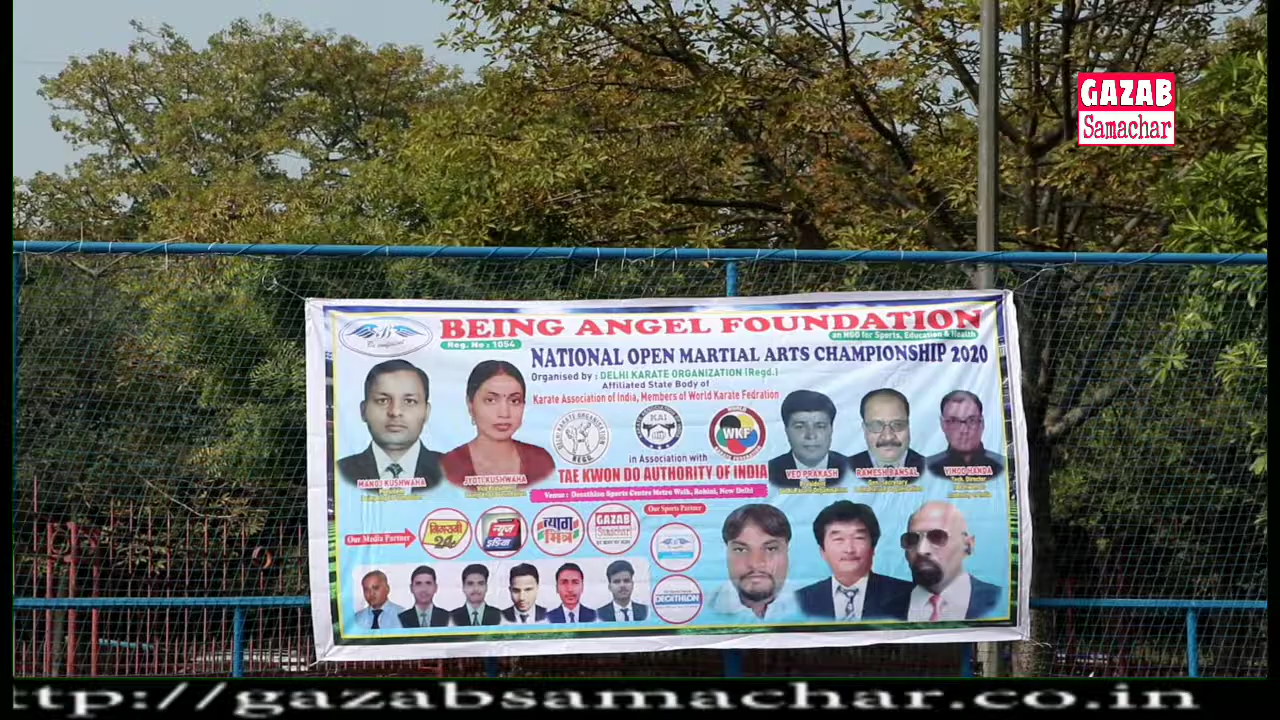 GAZAB
Samachar
BEING ANGEL FOUNDATION
an NGO for Sports, Education & Health
Reg. No : 1054
NATIONAL OPEN MARTIAL ARTS CHAMPIONSHIP 2020
Organised by : DELHI KARATE ORGANIZATION (Regd.)
Affiliated State Body of
Karate Association of India, Members of World Karate Fedration
KAI
WKF
REGD.
in Association with
TAE KWON DO AUTHORITY OF INDIA
MANOJ KUSHWAHA
JYOTI KUSHWAHA
VED PRAKASH
RAMESH BANSAL
VINOD HANDA
Venue : Decathlon Sports Centre Metro Walk, Rohini, New Delhi
Our Media Partner
24
न्यूज़
इंडिया
त्याग
मित्र
GAZAB
Samachar
Our Sports Partner
DECATHLON
ttp://gazabsamachar.co.in